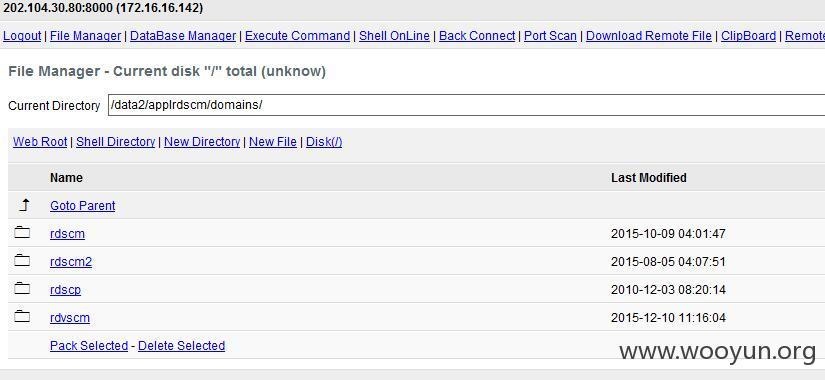 202.104.30.80:8000 (172.16.16.142)
Logout | File Manager | DataBase Manager | Execute Command | Shell OnLine | Back Connect | Port Scan | Download Remote File | ClipBoard | Remote
File Manager - Current disk "/" total (unknow)
Current Directory /data2/applrdscm/domains/
Web Root | Shell Directory | New Directory | New File | Disk(/)
Name Last Modified
Goto Parent
rdscm 2015-10-09 04:01:47
rdscm2 2015-08-05 04:07:51
rdscp 2010-12-03 08:20:14
rdvscm 2015-12-10 11:16:04
Pack Selected - Delete Selected
www.wooyun.org